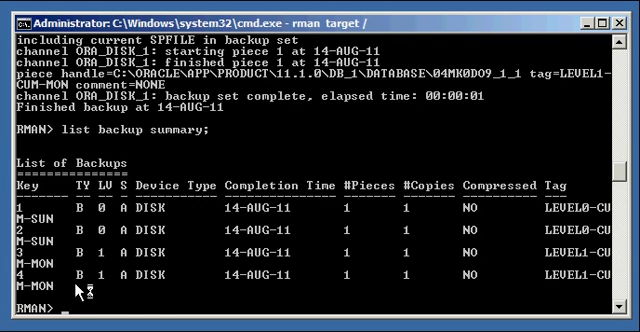 Administrator: C:\Windows\system32\cmd.exe - rman target /
including current SPFILE in backup set
channel ORA_DISK_1: starting piece 1 at 14-AUG-11
channel ORA_DISK_1: finished piece 1 at 14-AUG-11
piece handle=C:\ORACLE\APP\PRODUCT\11.1.0\DB_1\DATABASE\04MK0DO9_1_1 tag=LEVEL1-
CUM-MON comment=NONE
channel ORA_DISK_1: backup set complete, elapsed time: 00:00:01
Finished backup at 14-AUG-11
RMAN> list backup summary;
List of Backups
===============
Key TY LV S Device Type Completion Time #Pieces #Copies Compressed Tag
------- -- -- - ----------- --------------- ------- ------- ---------- ---
1 B 0 A DISK 14-AUG-11 1 1 NO LEVEL0-CU
M-SUN
2 B 0 A DISK 14-AUG-11 1 1 NO LEVEL0-CU
M-SUN
3 B 1 A DISK 14-AUG-11 1 1 NO LEVEL1-CU
M-MON
4 B 1 A DISK 14-AUG-11 1 1 NO LEVEL1-CU
M-MON
RMAN> _